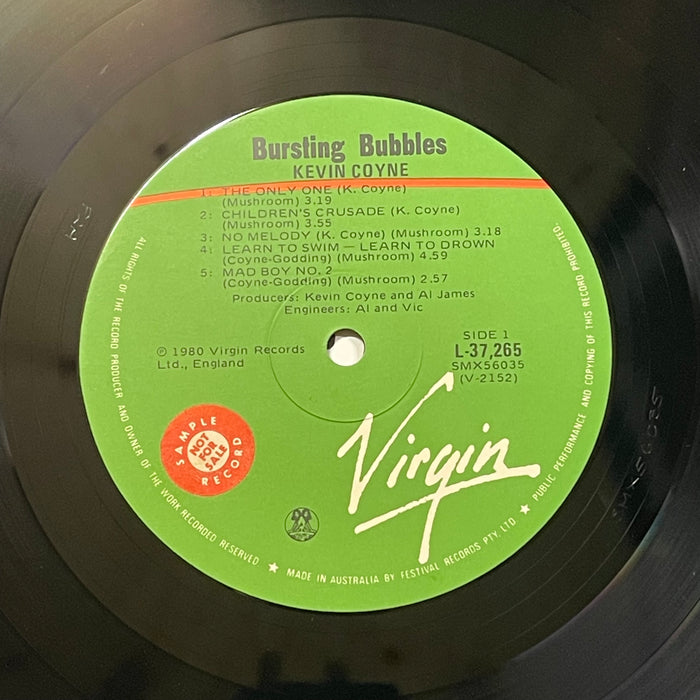 Bursting Bubbles
KEVIN COYNE
1: THE ONLY ONE (K. Coyne)
(Mushroom) 3.19
2: CHILDREN'S CRUSADE (K. Coyne)
(Mushroom) 3.55
3: NO MELODY (K. Coyne) (Mushroom) 3.18
4: LEARN TO SWIM — LEARN TO DROWN
(Coyne-Godding) (Mushroom) 4.59
5: MAD BOY NO. 2
(Coyne-Godding) (Mushroom) 2.57
Producers: Kevin Coyne and Al James
Engineers: Al and Vic
℗ 1980 Virgin Records
Ltd., England
SIDE 1
L-37,265
SMX56035
(V-2152)
SAMPLE
NOT
FOR
SALE
RECORD
Virgin
ALL RIGHTS OF THE RECORD PRODUCER AND OWNER OF THE WORK RECORDED RESERVED ★ MADE IN AUSTRALIA BY FESTIVAL RECORDS PTY. LTD. ★ PUBLIC PERFORMANCE AND COPYING OF THIS RECORD PROHIBITED.
SMX56035